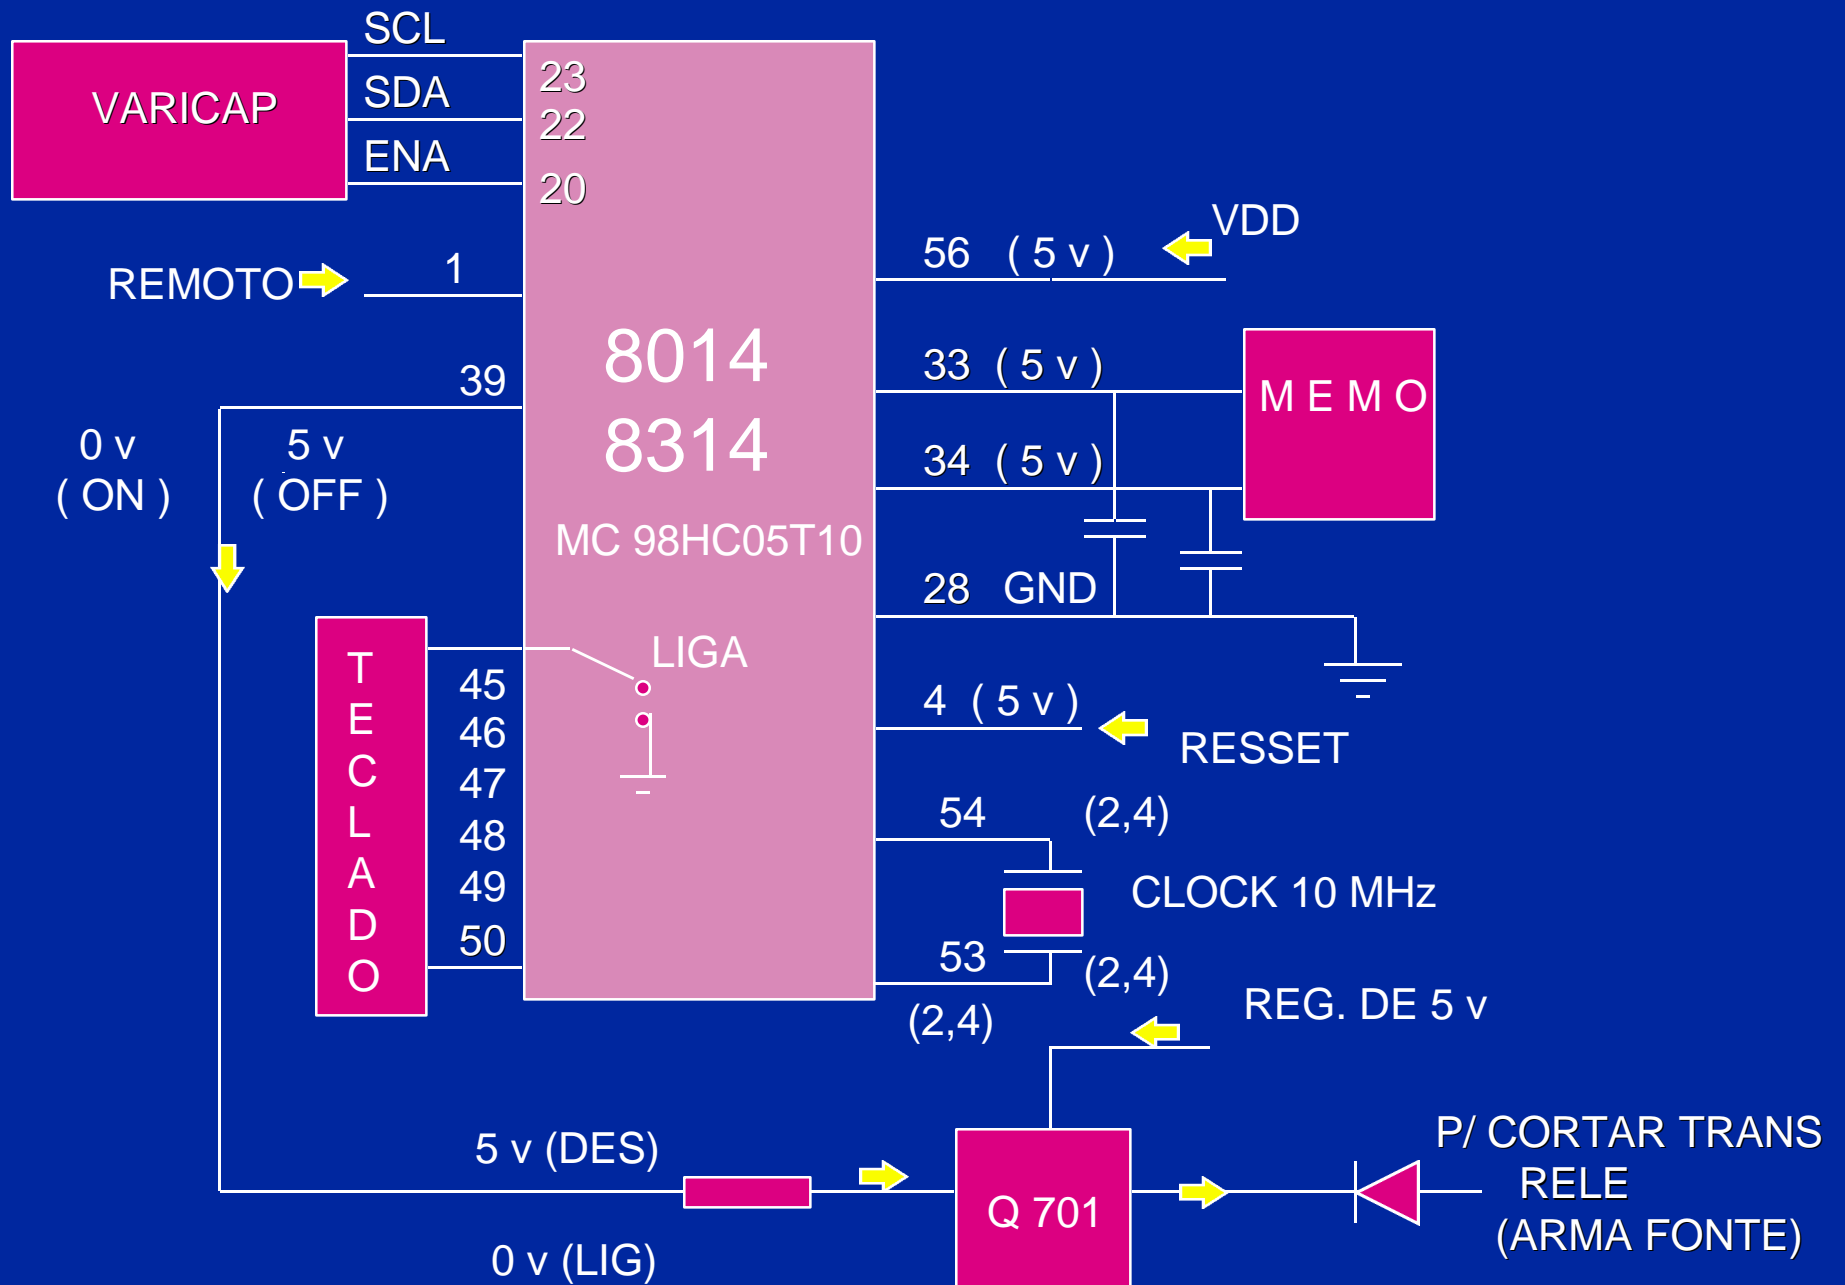 SCL
VARICAP
SDA
ENA
23
22
20
REMOTO
1
39
0 v
( ON )
5 v
( OFF )
8014
8314
MC 98HC05T10
LIGA
TECLADO
45
46
47
48
49
50
56 ( 5 v )
VDD
33 ( 5 v )
M E M O
34 ( 5 v )
28 GND
4 ( 5 v )
RESSET
54
(2,4)
CLOCK 10 MHz
53
(2,4)
(2,4)
REG. DE 5 v
5 v (DES)
0 v (LIG)
Q 701
P/ CORTAR TRANS
RELE
(ARMA FONTE)